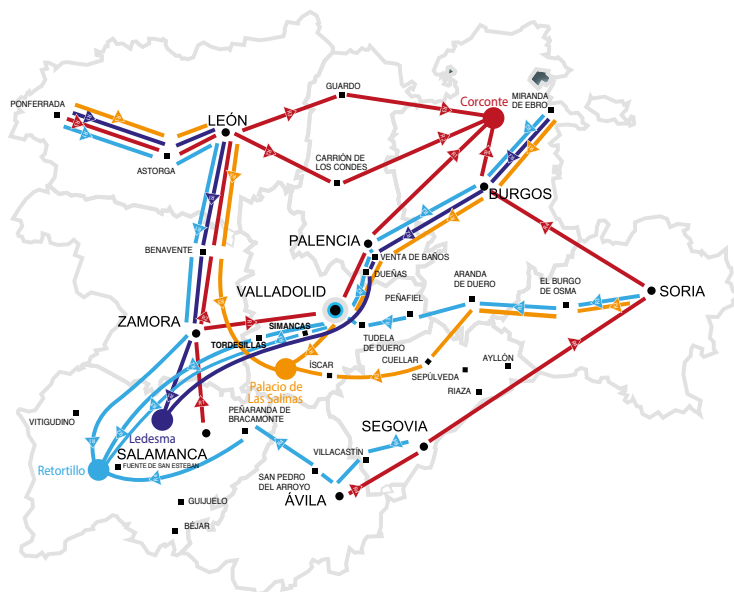 GUARDO
Corconte
MIRANDA
DE EBRO
PONFERRADA
LEÓN
ASTORGA
CARRIÓN DE
LOS CONDES
BURGOS
PALENCIA
BENAVENTE
VENTA DE BAÑOS
DUEÑAS
ARANDA
DE DUERO
EL BURGO
DE OSMA
SORIA
VALLADOLID
PEÑAFIEL
ZAMORA
SIMANCAS
TORDESILLAS
TUDELA
DE DUERO
CUELLAR
AYLLÓN
ÍSCAR
SEPÚLVEDA
RIAZA
Palacio de
Las Salinas
VITIGUDINO
PEÑARANDA DE
BRACAMONTE
Ledesma
SEGOVIA
SALAMANCA
VILLACASTÍN
Retortillo
FUENTE DE SAN ESTEBAN
SAN PEDRO
DEL ARROYO
ÁVILA
GUIJUELO
BÉJAR